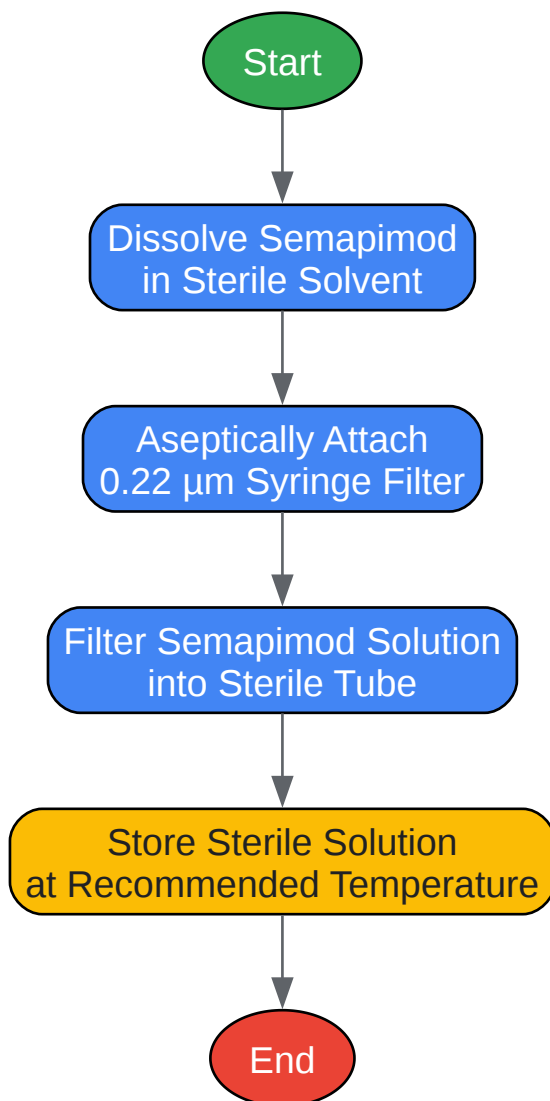 Start
Dissolve Semapimod
in Sterile Solvent
Aseptically Attach
0.22 µm Syringe Filter
Filter Semapimod Solution
into Sterile Tube
Store Sterile Solution
at Recommended Temperature
End